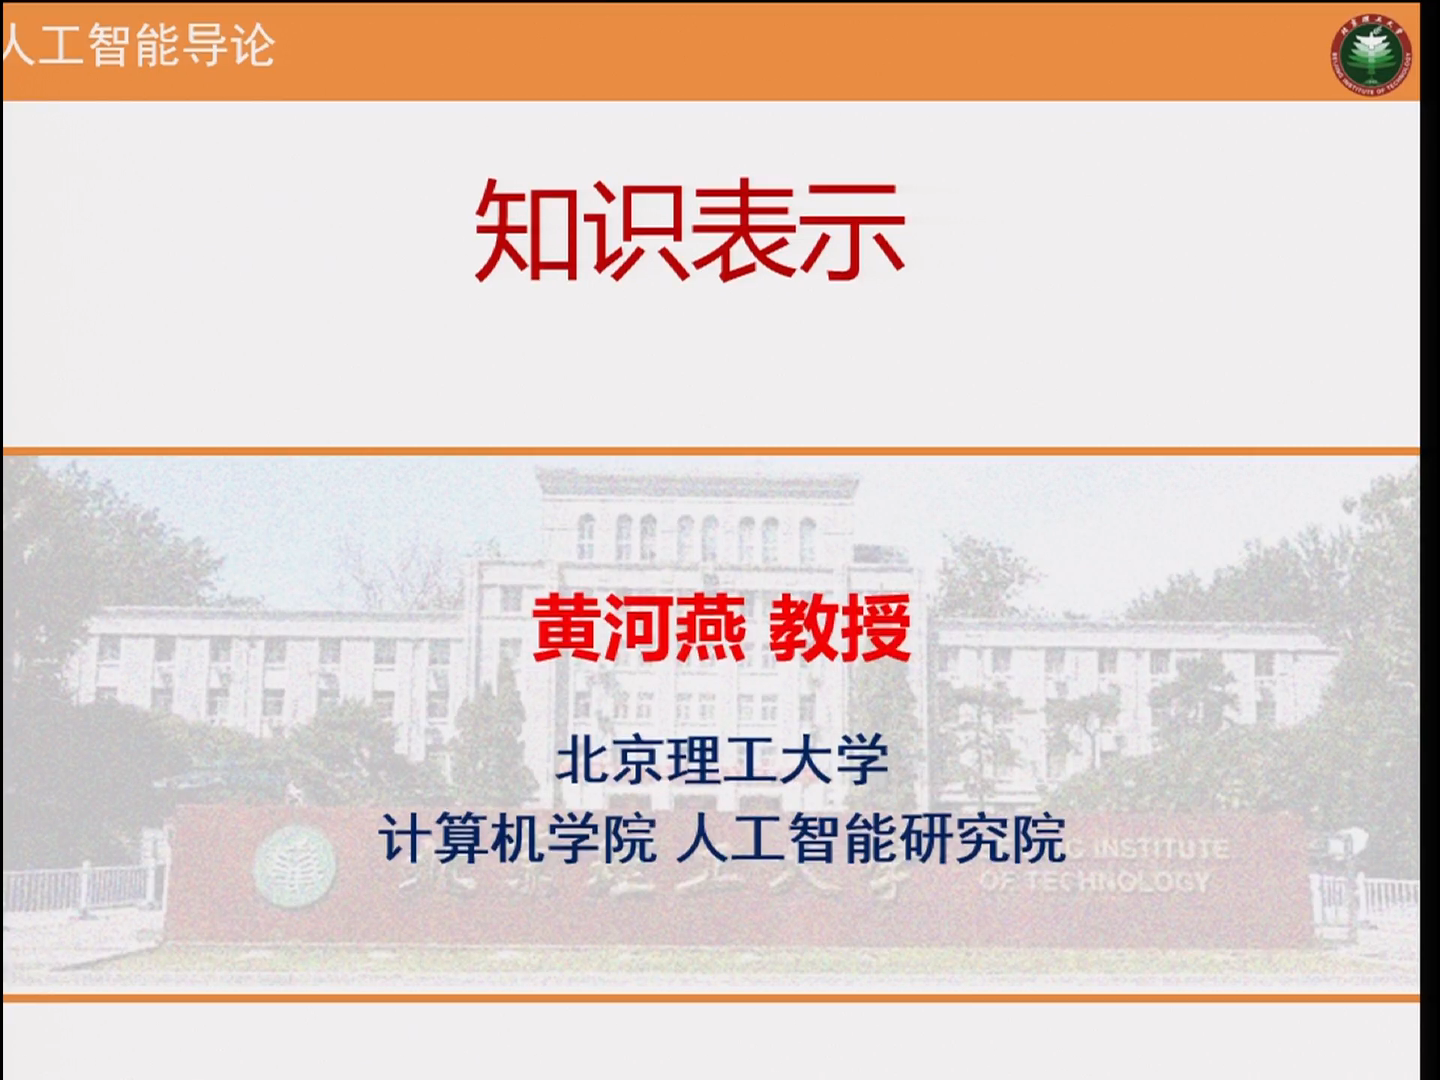 人工智能导论
知识表示
黄河燕 教授
北京理工大学
计算机学院 人工智能研究院
INSTITUTE
OF TECHNOLOGY